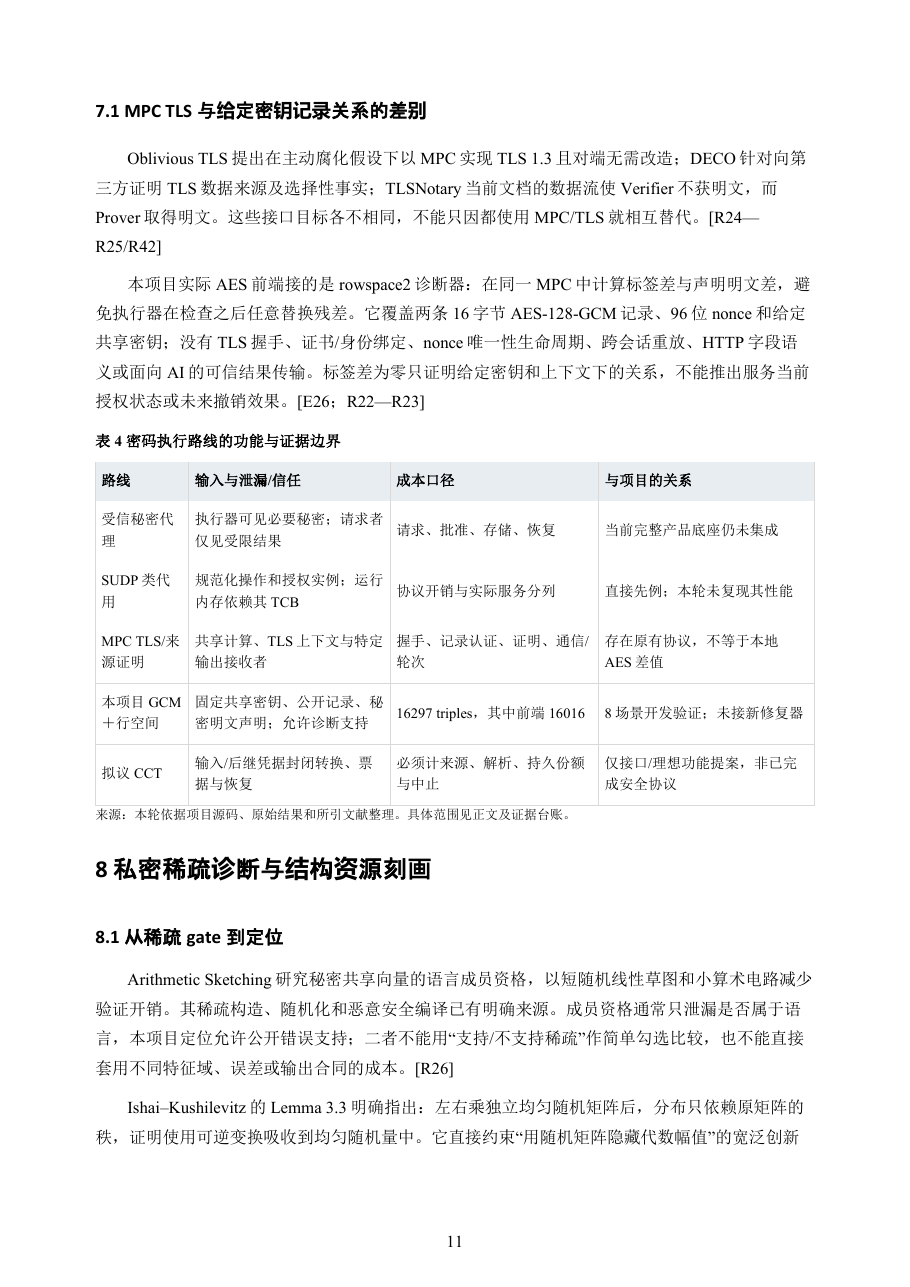 7.1 MPC TLS 与给定密钥记录关系的差别
Oblivious TLS 提出在主动腐化假设下以 MPC 实现 TLS 1.3 且对端无需改造；DECO 针对向第
三方证明 TLS 数据来源及选择性事实；TLSNotary 当前文档的数据流使 Verifier 不获明文，而
Prover 取得明文。这些接口目标各不相同，不能只因都使用 MPC/TLS 就相互替代。[R24—
R25/R42]
本项目实际 AES 前端接的是 rowspace2 诊断器：在同一 MPC 中计算标签差与声明明文差，避
免执行器在检查之后任意替换残差。它覆盖两条 16 字节 AES-128-GCM 记录、96 位 nonce 和给定
共享密钥；没有 TLS 握手、证书/身份绑定、nonce 唯一性生命周期、跨会话重放、HTTP 字段语
义或面向 AI 的可信结果传输。标签差为零只证明给定密钥和上下文下的关系，不能推出服务当前
授权状态或未来撤销效果。[E26；R22—R23]
表 4 密码执行路线的功能与证据边界
路线 输入与泄漏/信任 成本口径 与项目的关系
受信秘密代 执行器可见必要秘密；请求者 请求、批准、存储、恢复 当前完整产品底座仍未集成
理 仅见受限结果
SUDP 类代 规范化操作和授权实例；运行 协议开销与实际服务分列 直接先例；本轮未复现其性能
用 内存依赖其 TCB
MPC TLS/来 共享计算、TLS 上下文与特定 握手、记录认证、证明、通信/ 存在原有协议，不等于本地
源证明 输出接收者 轮次 AES 差值
本项目 GCM 固定共享密钥、公开记录、秘 16297 triples，其中前端 16016 8 场景开发验证；未接新修复器
＋行空间 密明文声明；允许诊断支持
拟议 CCT 输入/后继凭据封闭转换、票 必须计来源、解析、持久份额 仅接口/理想功能提案，非已完
据与恢复 与中止 成安全协议
来源：本轮依据项目源码、原始结果和所引文献整理。具体范围见正文及证据台账。
8 私密稀疏诊断与结构资源刻画
8.1 从稀疏 gate 到定位
Arithmetic Sketching 研究秘密共享向量的语言成员资格，以短随机线性草图和小算术电路减少
验证开销。其稀疏构造、随机化和恶意安全编译已有明确来源。成员资格通常只泄漏是否属于语
言，本项目定位允许公开错误支持；二者不能用“支持/不支持稀疏”作简单勾选比较，也不能直接
套用不同特征域、误差或输出合同的成本。[R26]
Ishai–Kushilevitz 的 Lemma 3.3 明确指出：左右乘独立均匀随机矩阵后，分布只依赖原矩阵的
秩，证明使用可逆变换吸收到均匀随机量中。它直接约束“用随机矩阵隐藏代数幅值”的宽泛创新
11